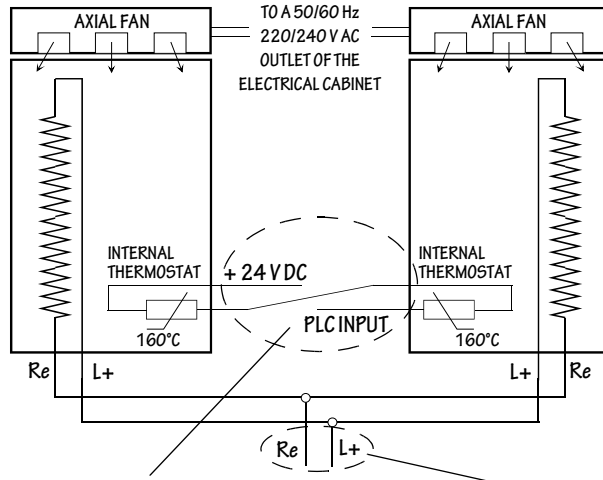 AXIAL FAN
TO A 50/60 Hz
220/240 V AC
OUTLET OF THE
ELECTRICAL CABINET
AXIAL FAN
INTERNAL
THERMOSTAT
+ 24 V DC
INTERNAL
THERMOSTAT
160°C
PLC INPUT
160°C
Re
L+
L+
Re
Re
L+